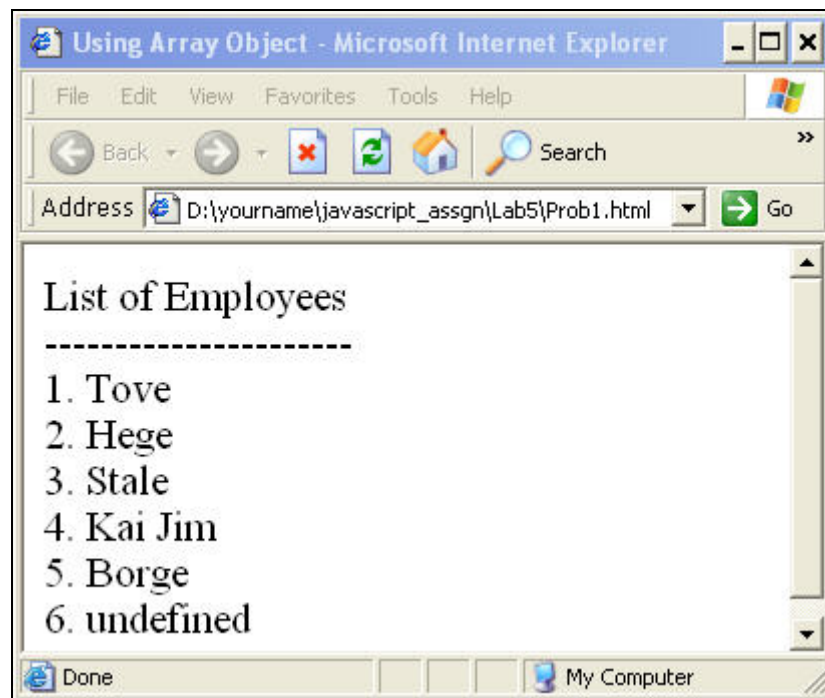 Using Array Object - Microsoft Internet Explorer
File Edit View Favorites Tools Help
Back Search »
Address D:\yourname\javascript_assgn\Lab5\Prob1.html Go
List of Employees
----------------------
1. Tove
2. Hege
3. Stale
4. Kai Jim
5. Borge
6. undefined
Done My Computer